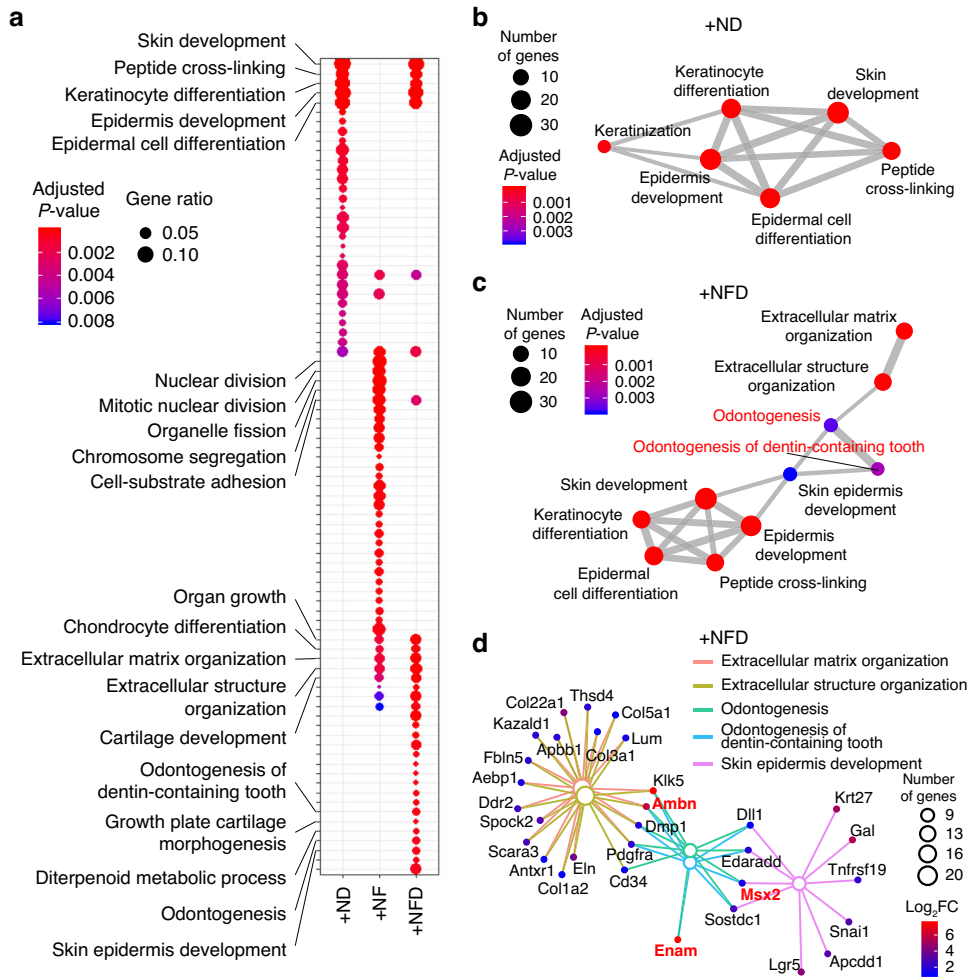 a
Skin development
Peptide cross-linking
Keratinocyte differentiation
Epidermis development
Epidermal cell differentiation
Adjusted
P-value
0.002
0.004
0.006
0.008
Gene ratio
0.05
0.10
Nuclear division
Mitotic nuclear division
Organelle fission
Chromosome segregation
Cell-substrate adhesion
Organ growth
Chondrocyte differentiation
Extracellular matrix organization
Extracellular structure
organization
Cartilage development
Odontogenesis of
dentin-containing tooth
Growth plate cartilage
morphogenesis
Diterpenoid metabolic process
Odontogenesis
Skin epidermis development
+ND
+NF
+NFD
b
+ND
Number
of genes
10
20
30
Adjusted
P-value
0.001
0.002
0.003
Keratinocyte
differentiation
Skin
development
Keratinization
Epidermis
development
Peptide
cross-linking
Epidermal cell
differentiation
c
+NFD
Number
of genes
10
20
30
Adjusted
P-value
0.001
0.002
0.003
Extracellular matrix
organization
Extracellular structure
organization
Odontogenesis
Odontogenesis of dentin-containing tooth
Skin epidermis
development
Skin development
Keratinocyte
differentiation
Epidermis
development
Epidermal
cell differentiation
Peptide cross-linking
d
+NFD
Extracellular matrix organization
Extracellular structure organization
Odontogenesis
Odontogenesis of
dentin-containing tooth
Skin epidermis development
Number
of genes
9
13
16
20
Log2FC
6
4
2
Col22a1
Thsd4
Kazald1
Col5a1
Apbb1
Col3a1
Lum
Fbln5
Aebp1
Klk5
Ambn
Ddr2
Spock2
Dmp1
Dll1
Krt27
Gal
Scara3
Pdgfra
Edaradd
Tnfrsf19
Antxr1
Eln
Col1a2
Cd34
Msx2
Sostdc1
Snai1
Enam
Apcdd1
Lgr5